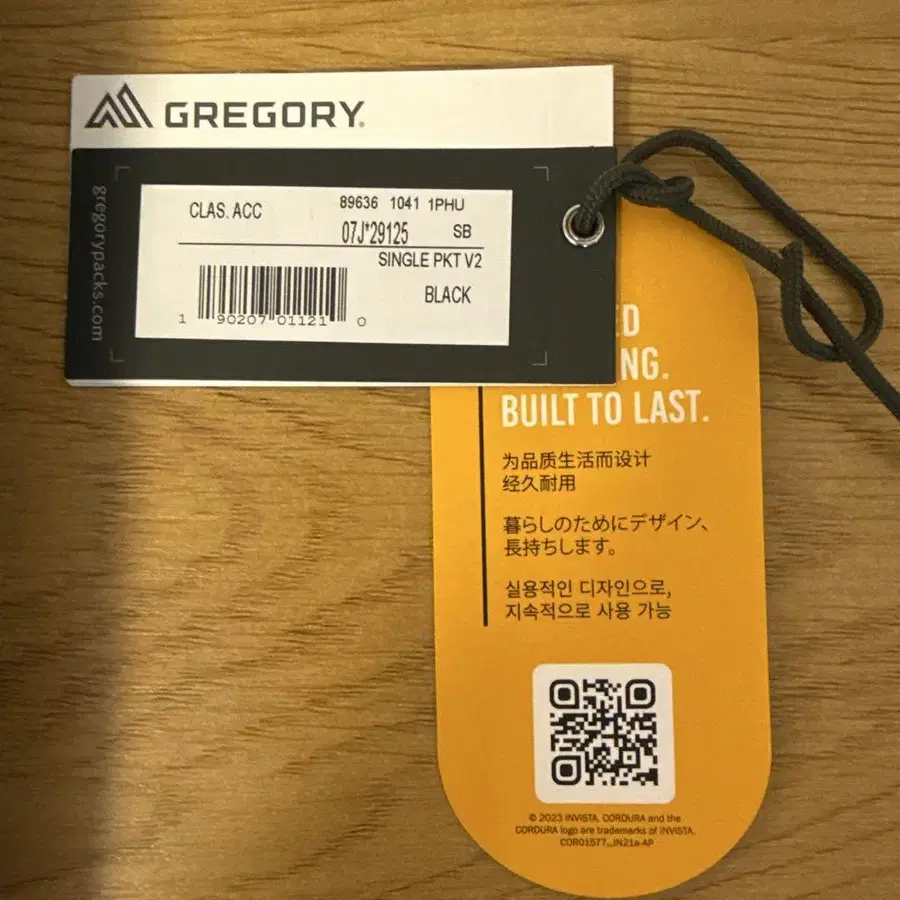 GREGORY
gregorypacks.com
CLAS. ACC 89636 1041 1PHU
07J*29125 SB
SINGLE PKT V2
BLACK
1 90207 01121 0
BUILT TO LAST.
为品质生活而设计
经久耐用
暮らしのためにデザイン、
長持ちします。
실용적인 디자인으로,
지속적으로 사용 가능
© 2023 INVISTA. CORDURA and the
CORDURA logo are trademarks of INVISTA.
COR01577_IN21a-AP